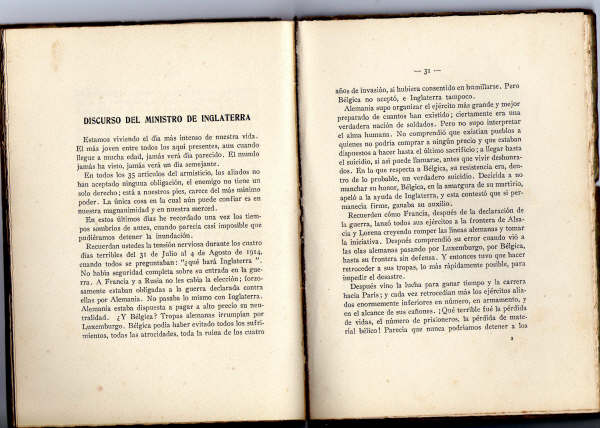 DISCURSO DEL MINISTRO DE INGLATERRA
Estamos viviendo el día más intenso de nuestra vida.
El más joven entre todos los aquí presentes, aun cuando
llegue a mucha edad, jamás verá día parecido. El mundo
jamás ha visto, jamás verá un día semejante.
En todos los 35 artículos del armisticio, los aliados no
han aceptado ninguna obligación, el enemigo no tiene un
solo derecho; está a nuestros pies, carece del más mínimo
poder. La única cosa en la cual aún puede confiar es en
nuestra magnanimidad y en nuestra merced.
En estos últimos días he recordado una vez los tiem-
pos sombríos de antes, cuando parecía casi imposible que
pudiéramos detener la inundación.
Recuerdan ustedes la tensión nerviosa durante los cuatro
días terribles del 31 de Julio al 4 de Agosto de 1914,
cuando todos se preguntaban: "¿qué hará Inglaterra ".
No había seguridad completa sobre su entrada en la gue-
rra. A Francia y a Rusia no les cabía la elección; forzo-
samente estaban obligadas a la guerra declarada contra
ellas por Alemania. No pasaba lo mismo con Inglaterra.
Alemania estaba dispuesta a pagar a alto precio su neu-
tralidad. ¿Y Bélgica? Tropas alemanas irrumpían por
Luxemburgo. Bélgica podía haber evitado todos los sufri-
mientos, todas las atrocidades, toda la ruina de los cuatro
— 31 —
años de invasión, si hubiera consentido en humillarse. Pero
Bélgica no aceptó, e Inglaterra tampoco.
Alemania supo organizar el ejército más grande y mejor
preparado de cuantos han existido; ciertamente era una
verdadera nación de soldados. Pero no supo interpretar
el alma humana. No comprendió que existían pueblos a
quienes no podría comprar a ningún precio y que estaban
dispuestos a hacer hasta el último sacrificio; a llegar hasta
el suicidio, si así puede llamarse, antes que vivir deshonra-
dos. En la que respecta a Bélgica, su resistencia era, den-
tro de lo probable, un verdadero suicidio. Decidida a no
manchar su honor, Bélgica, en la amargura de su martirio,
apeló a la ayuda de Inglaterra, y esta contestó que si per-
manecía firme, ganaba su auxilio.
Recuerden cómo Francia, después de la declaración de
la guerra, lanzó todos sus ejércitos a la frontera de Alsa-
cia y Lorena creyendo romper las líneas alemanas y tomar
la iniciativa. Después comprendió su error cuando vió a
las olas alemanas pasando por Luxemburgo, por Bélgica,
hasta su frontera sin defensa. Y entonces tuvo que hacer
retroceder a sus tropas, lo más rápidamente posible, para
impedir el desastre.
Después vino la lucha para ganar tiempo y la carrera
hacia París; y cada vez retrocedían más los ejércitos alia-
dos enormemente inferiores en número, en armamento, y
en el alcance de sus cañones. ¡Qué terrible fué la pérdida
de vidas, el número de prisioneros, la pérdida de mate-
rial bélico! Parecía que nunca podríamos detener a los
3